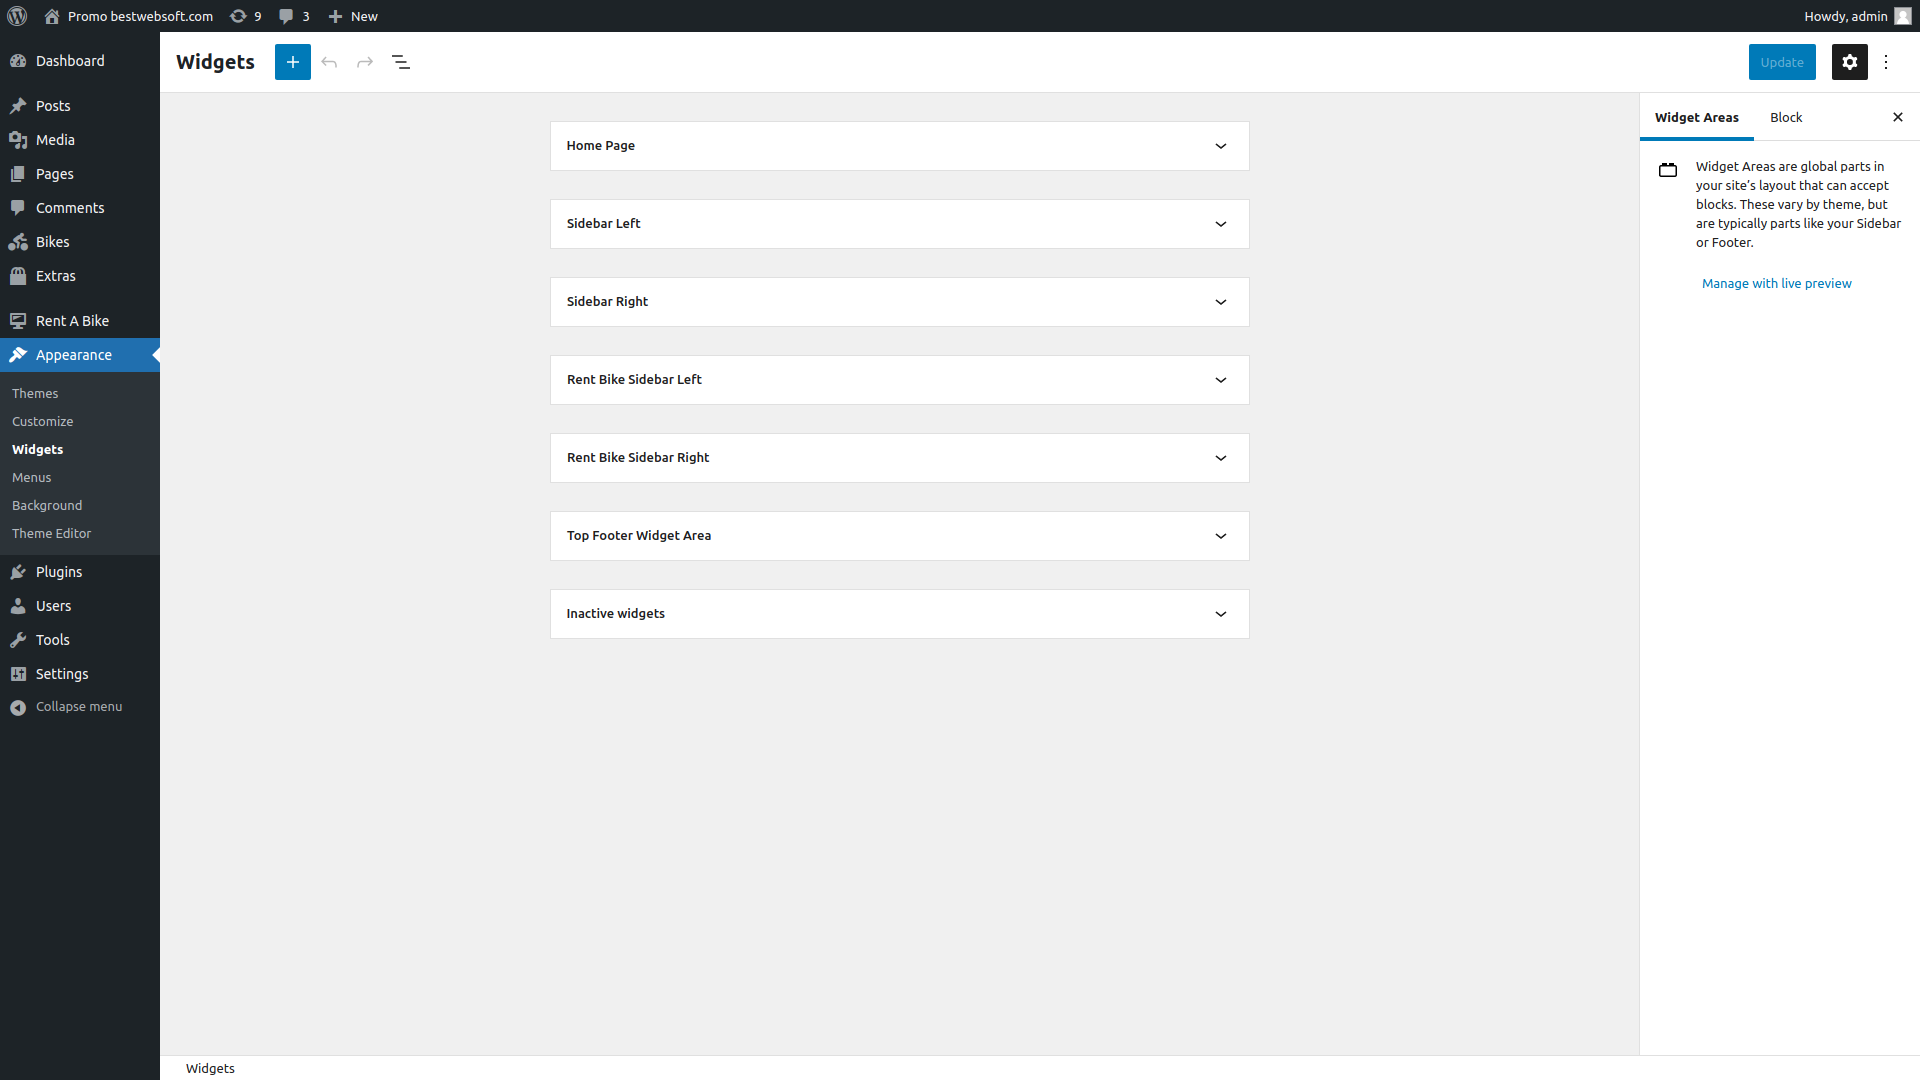 Promo bestwebsoft.com 9 3 New Howdy, admin
Dashboard
Posts
Media
Pages
Comments
Bikes
Extras
Rent A Bike
Appearance
Themes
Customize
Widgets
Menus
Background
Theme Editor
Plugins
Users
Tools
Settings
Collapse menu
Widgets
Update
Home Page
Sidebar Left
Sidebar Right
Rent Bike Sidebar Left
Rent Bike Sidebar Right
Top Footer Widget Area
Inactive widgets
Widget Areas Block
Widget Areas are global parts in
your site’s layout that can accept
blocks. These vary by theme, but
are typically parts like your Sidebar
or Footer.
Manage with live preview
Widgets